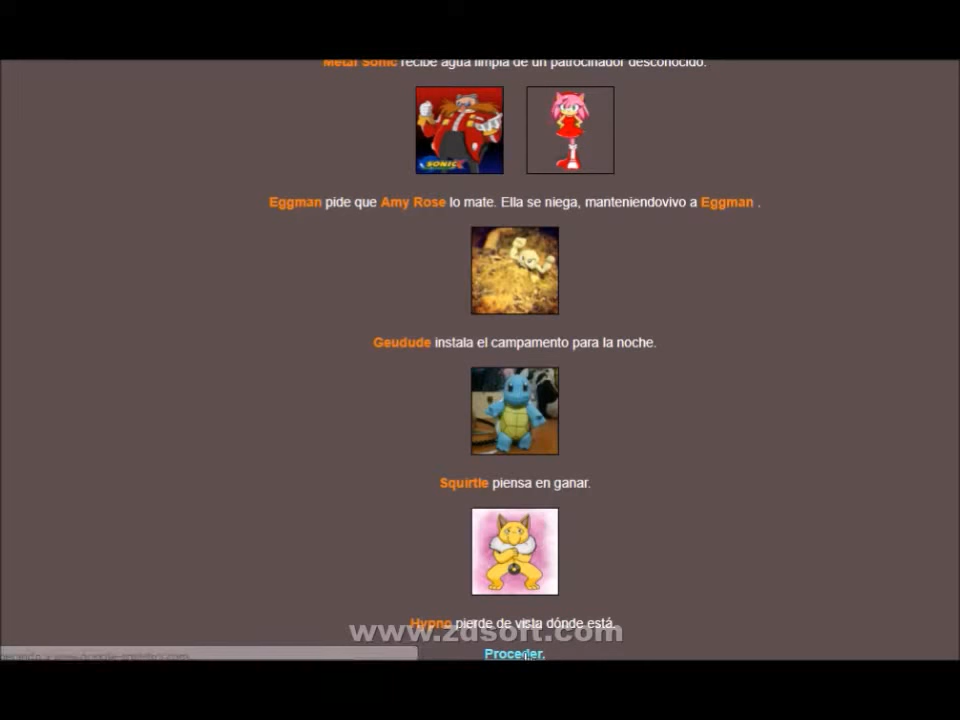 Metal Sonic recibe agua limpia de un patrocinador desconocido.
SONIC X
Eggman pide que Amy Rose lo mate. Ella se niega, manteniendovivo a Eggman .
Geudude instala el campamento para la noche.
Squirtle piensa en ganar.
Hypno pierde de vista dónde está.
www.zdsoft.com
Proceder.